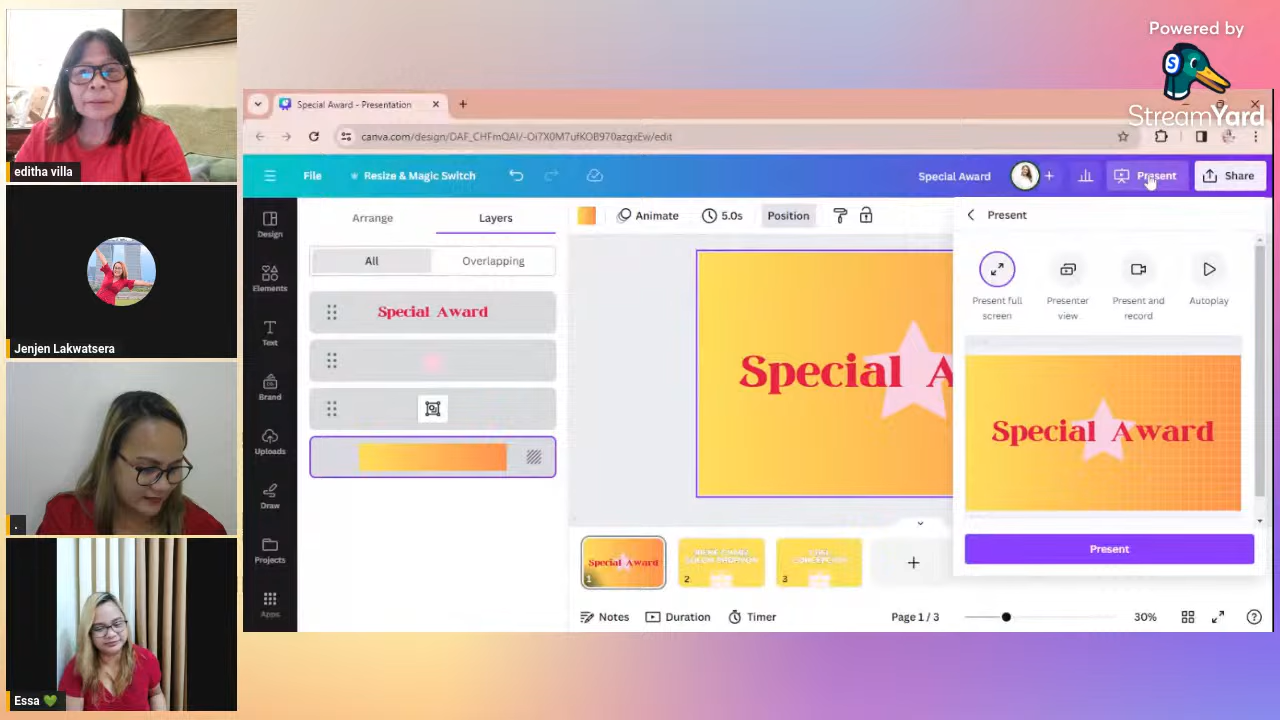 Powered by
StreamYard
editha villa
Jenjen Lakwatsera
.
Essa 💚
Special Award - Presentation
canva.com/design/DAF_CHFmQAI/-Oi7X0M7ufKOB970azgxEw/edit
File
Resize & Magic Switch
Special Award
Present
Share
Design
Elements
Text
Brand
Uploads
Draw
Projects
Apps
Arrange
Layers
All
Overlapping
Special Award
Animate
5.0s
Position
Special A
Present
Present full screen
Presenter view
Present and record
Autoplay
Special Award
Present
Special Award
1
2
3
Notes
Duration
Timer
Page 1 / 3
30%